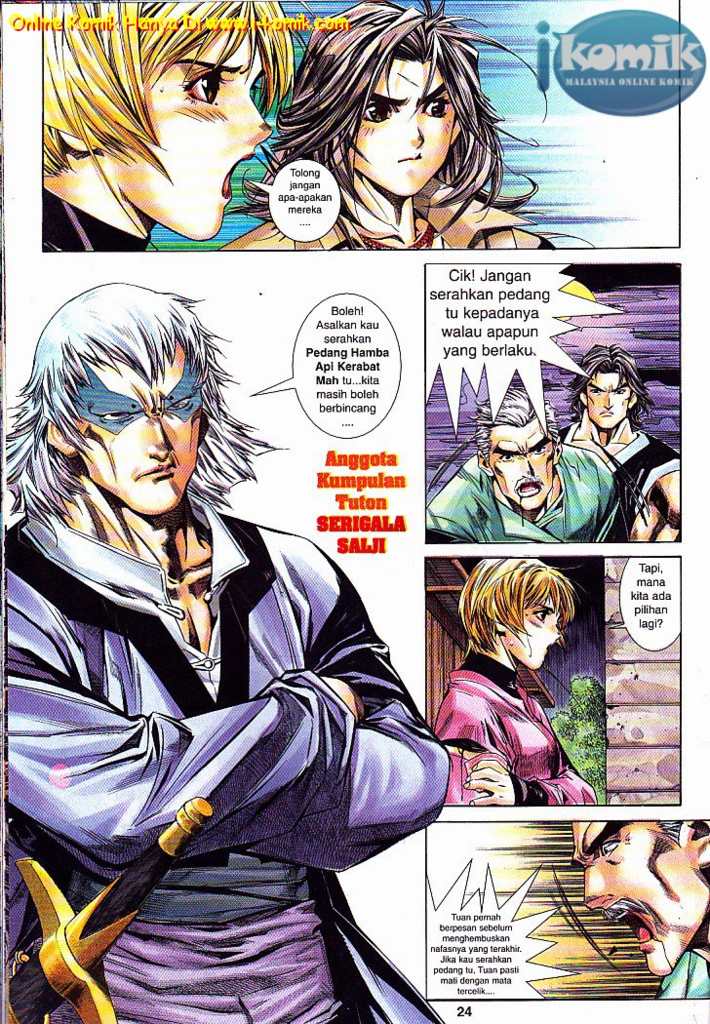 Online Komik Hanya Di www.i-komik.com
ikomik
MALAYSIA ONLINE KOMIK
Tolong
jangan
apa-apakan
mereka
....
Boleh!
Asalkan kau
serahkan
Pedang Hamba
Api Kerabat
Mah tu...kita
masih boleh
berbincang
....
Anggota
Kumpulan
Tuton
SERIGALA
SALJI
Cik! Jangan
serahkan pedang
tu kepadanya
walau apapun
yang berlaku.
Tapi,
mana
kita ada
pilihan
lagi?
Tuan pernah
berpesan sebelum
menghembuskan
nafasnya yang terakhir.
Jika kau serahkan
pedang tu, Tuan pasti
mati dengan mata
tercelik....
24